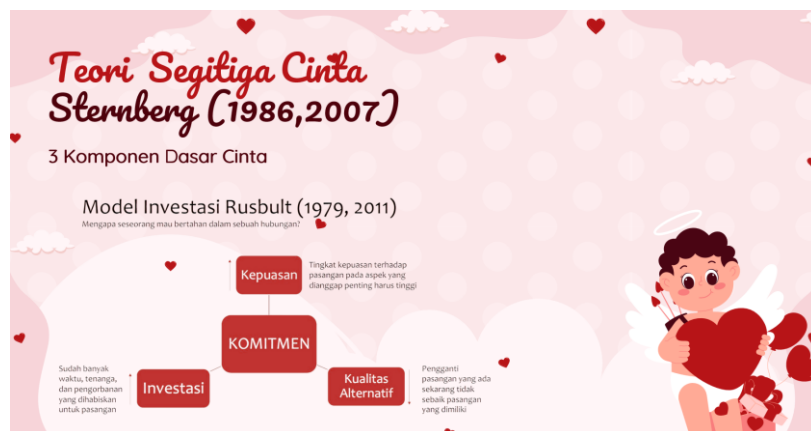 Teori Segitiga Cinta
Sternberg (1986,2007)
3 Komponen Dasar Cinta
Model Investasi Rusbult (1979, 2011)
Mengapa seseorang mau bertahan dalam sebuah hubungan?
Kepuasan
Tingkat kepuasan terhadap
pasangan pada aspek yang
dianggap penting harus tinggi
KOMITMEN
Sudah banyak
waktu, tenaga,
dan pengorbanan
yang dihabiskan
untuk pasangan
Investasi
Kualitas
Alternatif
Pengganti
pasangan yang ada
sekarang tidak
sebaik pasangan
yang dimiliki